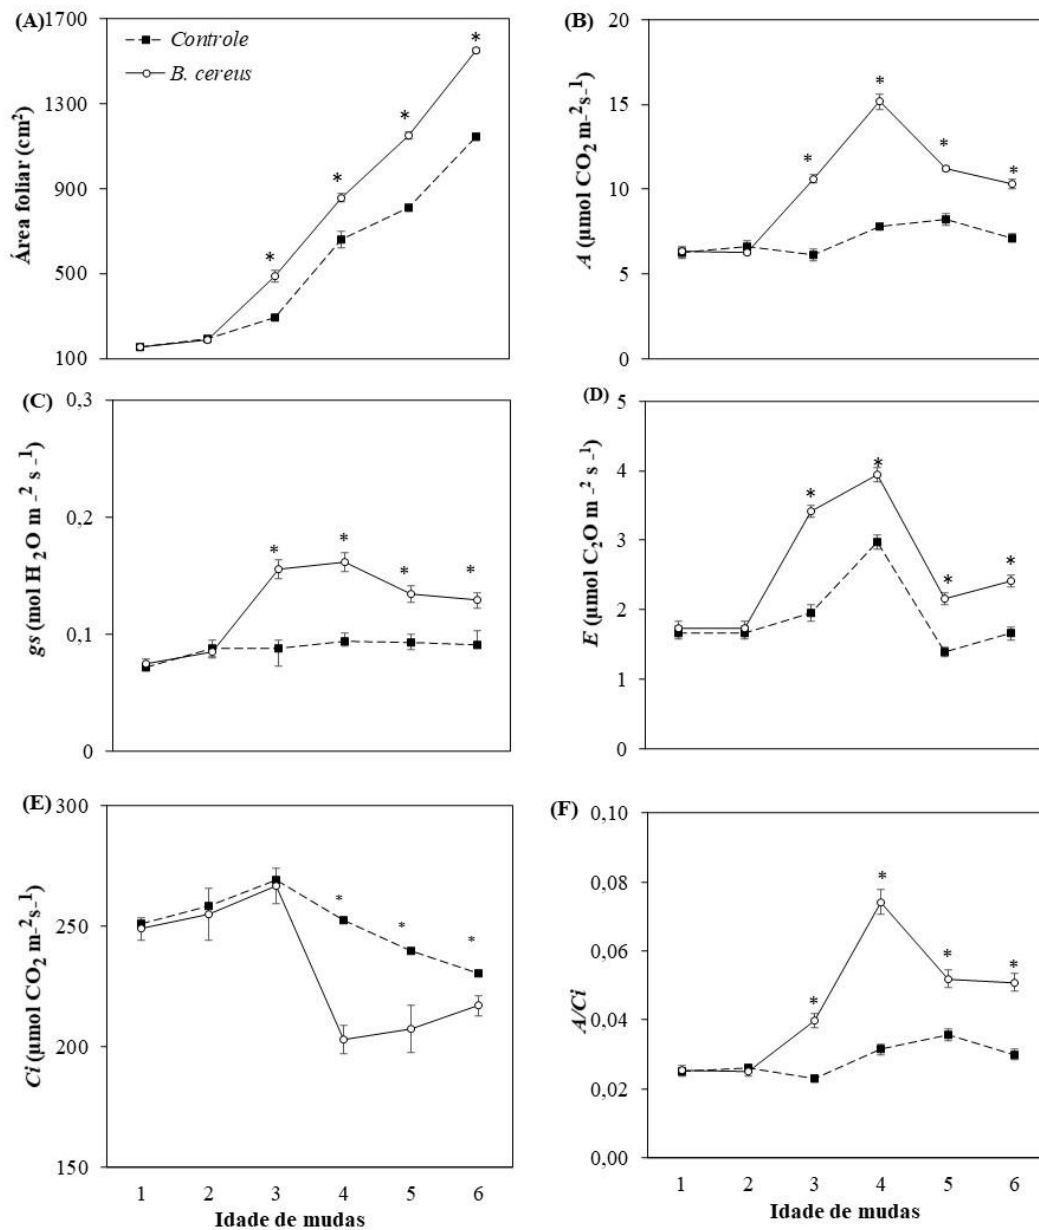 (A)
1700
1300
900
500
100
Área foliar (cm²)
Controle
B. cereus
*
*
*
*
(B)
20
15
10
5
0
A (µmol CO₂ m-²s-¹)
*
*
*
*
(C)
0,3
0,2
0,1
0
gs (mol H₂O m-² s-¹)
*
*
*
*
(D)
5
4
3
2
1
0
E (µmol C₂O m-² s-¹)
*
*
*
*
(E)
300
250
200
150
Ci (µmol CO₂ m-²s-¹)
*
*
*
1 2 3 4 5 6
Idade de mudas
(F)
0,10
0,08
0,06
0,04
0,02
0,00
A/Ci
*
*
*
*
1 2 3 4 5 6
Idade de mudas